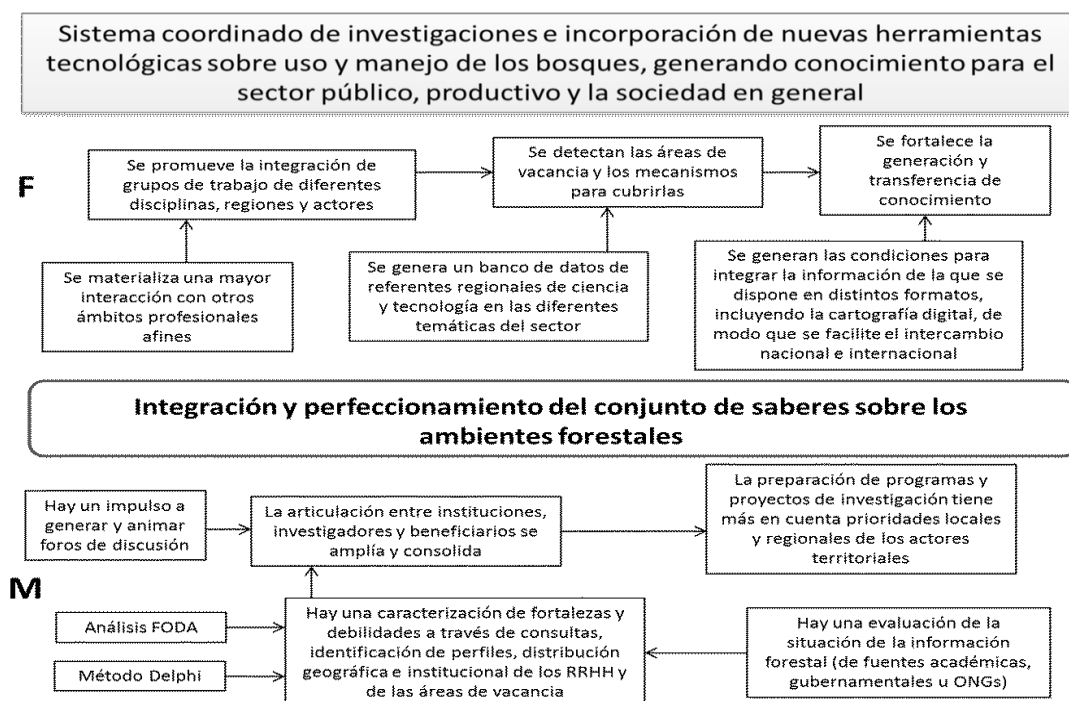 Sistema coordinado de investigaciones e incorporación de nuevas herramientas
tecnológicas sobre uso y manejo de los bosques, generando conocimiento para el
sector público, productivo y la sociedad en general
F
Se promueve la integración de
grupos de trabajo de diferentes
disciplinas, regiones y actores
Se detectan las áreas de
vacancia y los mecanismos
para cubrirlas
Se fortalece la
generación y
transferencia de
conocimiento
Se materializa una mayor
interacción con otros
ámbitos profesionales
afines
Se genera un banco de datos de
referentes regionales de ciencia
y tecnología en las diferentes
temáticas del sector
Se generan las condiciones para
integrar la información de la que se
dispone en distintos formatos,
incluyendo la cartografía digital, de
modo que se facilite el intercambio
nacional e internacional
Integración y perfeccionamiento del conjunto de saberes sobre los
ambientes forestales
Hay un impulso a
generar y animar
foros de discusión
La articulación entre instituciones,
investigadores y beneficiarios se
amplía y consolida
La preparación de programas y
proyectos de investigación tiene
más en cuenta prioridades locales
y regionales de los actores
territoriales
M
Análisis FODA
Método Delphi
Hay una caracterización de fortalezas y
debilidades a través de consultas,
identificación de perfiles, distribución
geográfica e institucional de los RRHH y
de las áreas de vacancia
Hay una evaluación de la
situación de la información
forestal (de fuentes académicas,
gubernamentales u ONGs)